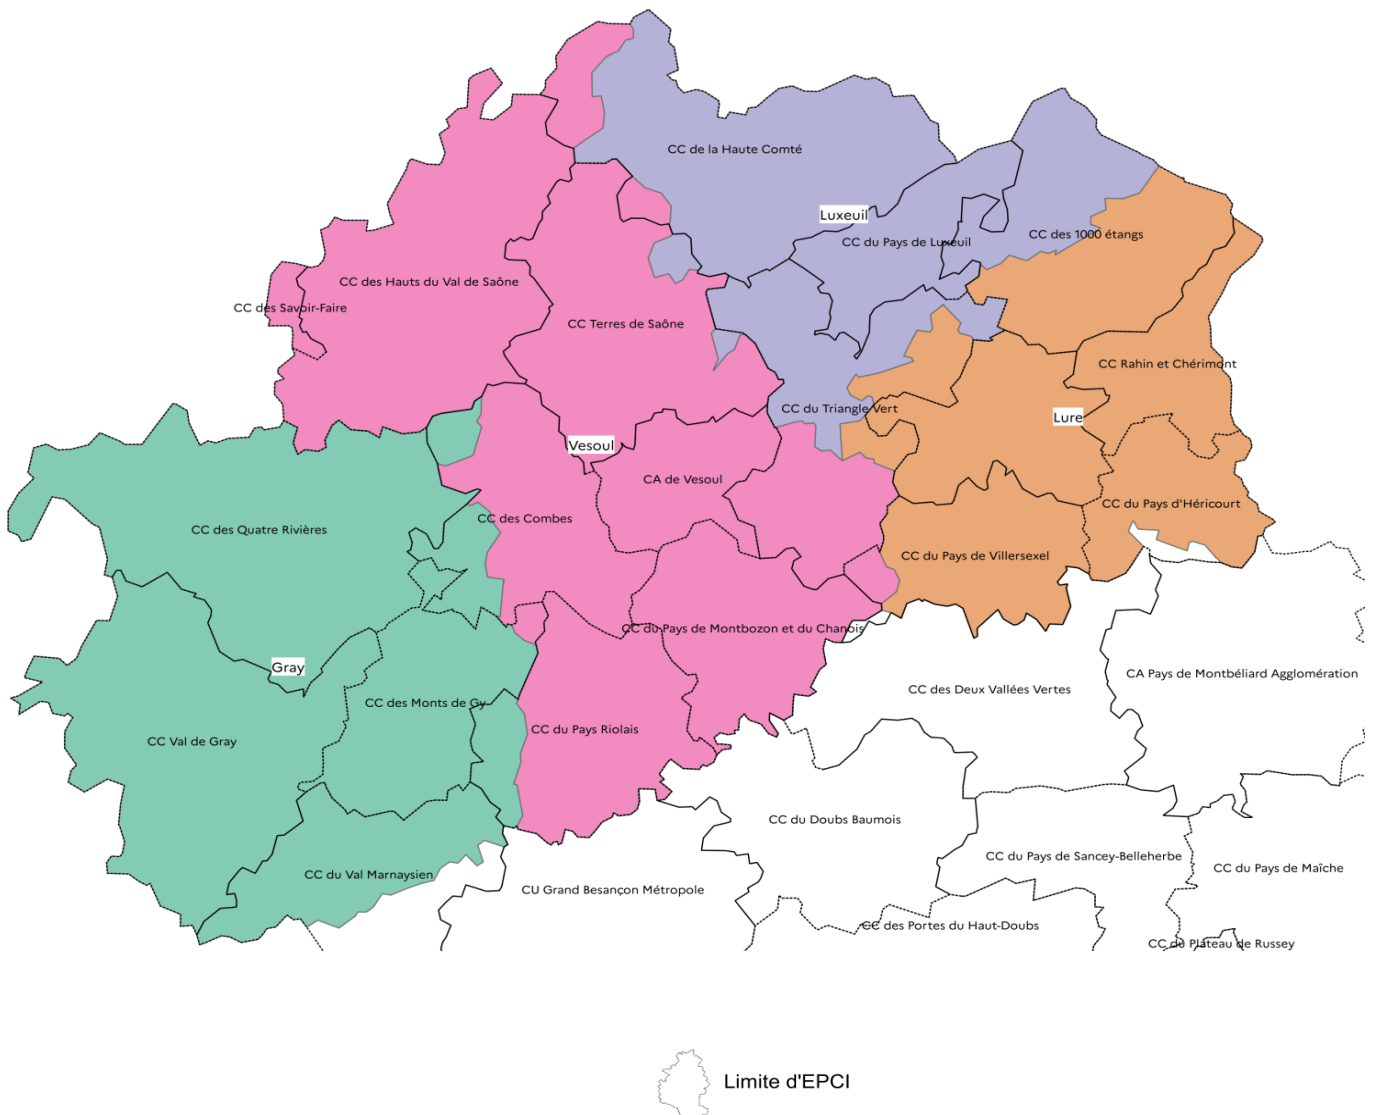 CC de la Haute Comté
Luxeuil
CC des 1000 étangs
CC du Pays de Luxeuil
CC des Hauts du Val de Saône
CC des Savoir-Faire
CC Terres de Saône
CC Rahin et Chérimont
CC du Triangle Vert
Lure
Vesoul
CA de Vesoul
CC du Pays d'Héricourt
CC des Combes
CC des Quatre Rivières
CC du Pays de Villersexel
CC du Pays de Montbozon et du Chanois
Gray
CA Pays de Montbéliard Agglomération
CC des Deux Vallées Vertes
CC des Monts de Gy
CC du Pays Riolais
CC Val de Gray
CC du Doubs Baumois
CC du Pays de Sancey-Belleherbe
CC du Pays de Maîche
CC du Val Marnaysien
CU Grand Besançon Métropole
CC des Portes du Haut-Doubs
CC du Plateau de Russey
Limite d'EPCI